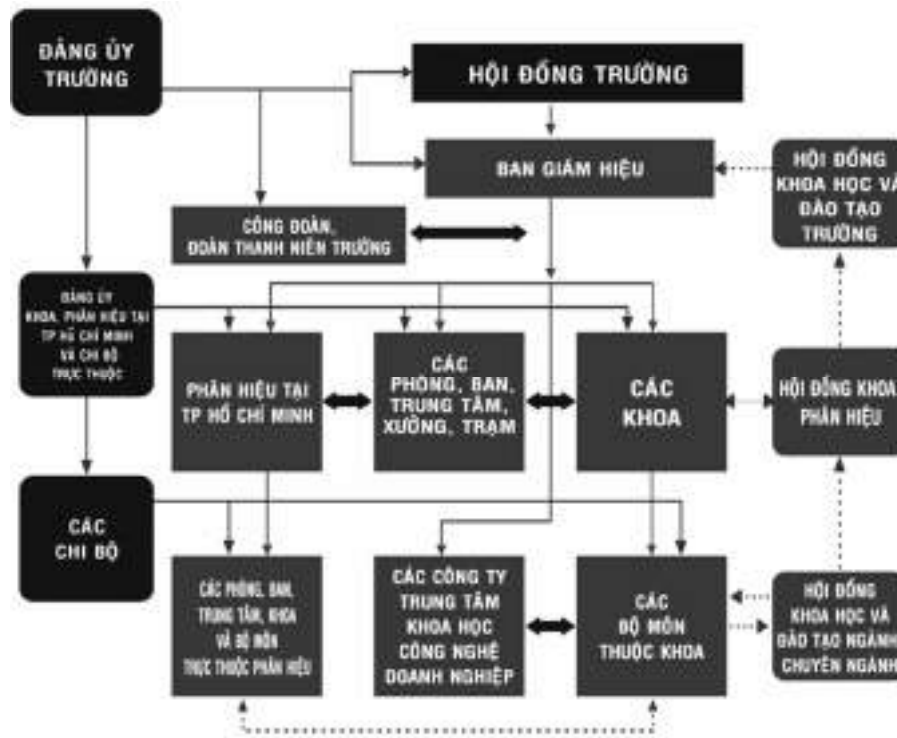 ĐẢNG ỦY
TRƯỜNG
HỘI ĐỒNG TRƯỜNG
BAN GIÁM HIỆU
HỘI ĐỒNG
KHOA HỌC VÀ
ĐÀO TẠO
TRƯỜNG
CÔNG ĐOÀN,
ĐOÀN THANH NIÊN TRƯỜNG
ĐẢNG ỦY
KHOA, PHÂN HIỆU TẠI
TP HỒ CHÍ MINH
VÀ CHI BỘ
TRỰC THUỘC
PHÂN HIỆU TẠI
TP HỒ CHÍ MINH
CÁC
PHÒNG, BAN,
TRUNG TÂM,
XƯỞNG, TRẠM
CÁC
KHOA
HỘI ĐỒNG KHOA
PHÂN HIỆU
CÁC
CHI BỘ
CÁC PHÒNG, BAN,
TRUNG TÂM, KHOA
VÀ BỘ MÔN
TRỰC THUỘC PHÂN HIỆU
CÁC CÔNG TY
TRUNG TÂM
KHOA HỌC
CÔNG NGHỆ
DOANH NGHIỆP
CÁC
BỘ MÔN
THUỘC KHOA
HỘI ĐỒNG
KHOA HỌC VÀ
ĐÀO TẠO NGÀNH,
CHUYÊN NGÀNH